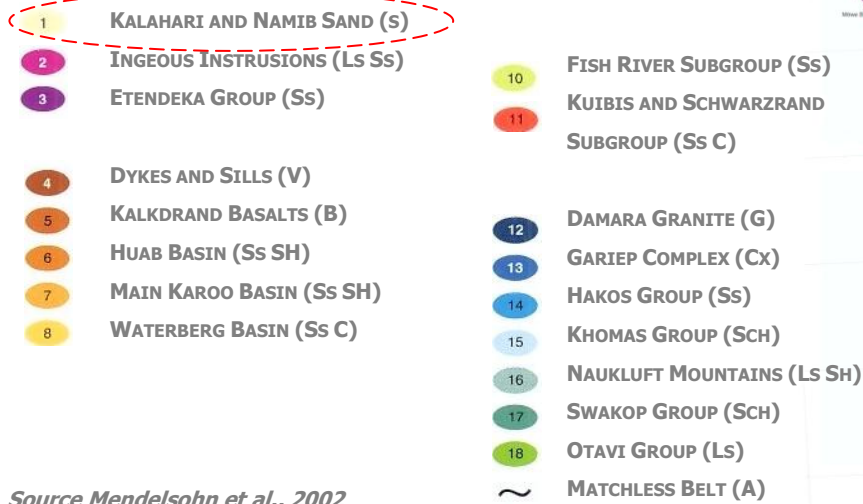 1 KALAHARI AND NAMIB SAND (S)
2 INGEOUS INSTRUSIONS (LS SS)
3 ETENDEKA GROUP (SS)
4 DYKES AND SILLS (V)
5 KALKDRAND BASALTS (B)
6 HUAB BASIN (SS SH)
7 MAIN KAROO BASIN (SS SH)
8 WATERBERG BASIN (SS C)
Source Mendelsohn et al., 2002
10 FISH RIVER SUBGROUP (SS)
11 KUIBIS AND SCHWARZRAND
SUBGROUP (SS C)
12 DAMARA GRANITE (G)
13 GARIEP COMPLEX (CX)
14 HAKOS GROUP (SS)
15 KHOMAS GROUP (SCH)
16 NAUKLUFT MOUNTAINS (LS SH)
17 SWAKOP GROUP (SCH)
18 OTAVI GROUP (LS)
~ MATCHLESS BELT (A)